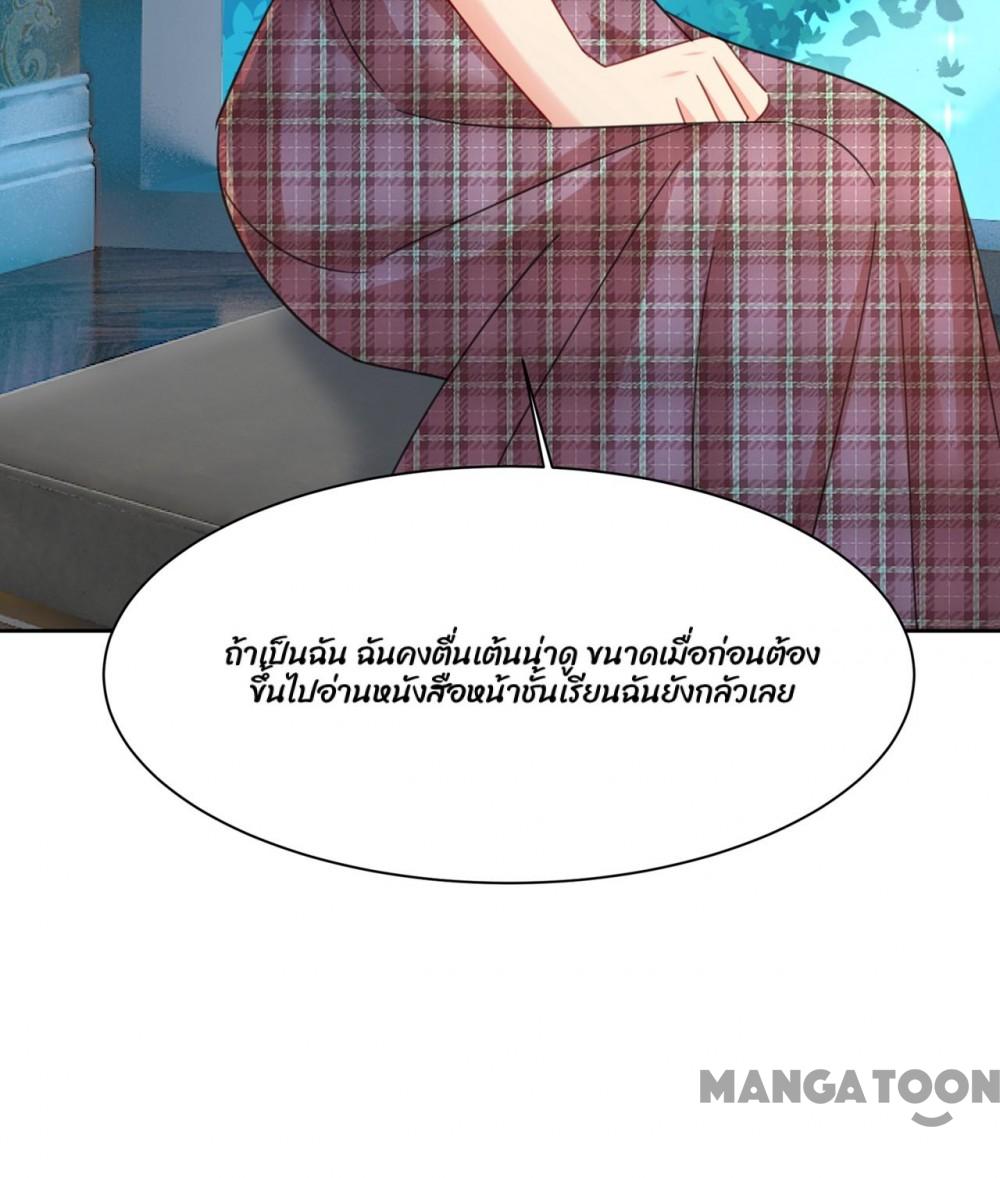 ถ้าเป็นฉัน ฉันคงตื่นเต้นน่าดู ขนาดเมื่อก่อนต้อง
ขึ้นไปอ่านหนังสือหน้าชั้นเรียนฉันยังกลัวเลย
MANGATOON